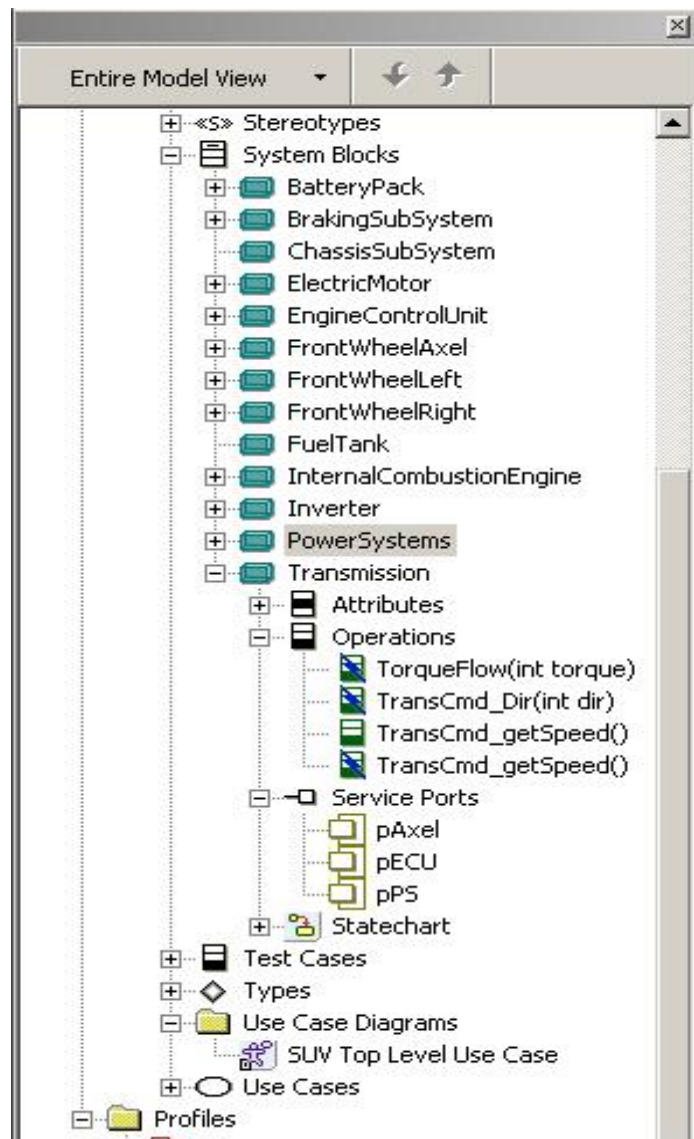 Entire Model View
«S» Stereotypes
System Blocks
BatteryPack
BrakingSubSystem
ChassisSubSystem
ElectricMotor
EngineControlUnit
FrontWheelAxel
FrontWheelLeft
FrontWheelRight
FuelTank
InternalCombustionEngine
Inverter
PowerSystems
Transmission
Attributes
Operations
TorqueFlow(int torque)
TransCmd_Dir(int dir)
TransCmd_getSpeed()
TransCmd_getSpeed()
Service Ports
pAxel
pECU
pPS
Statechart
Test Cases
Types
Use Case Diagrams
SUV Top Level Use Case
Use Cases
Profiles